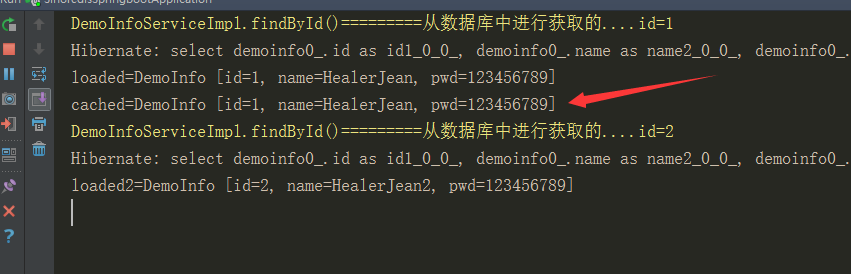 DemoInfoServiceImpl.findById()=========从数据库中进行获取的....id=1
Hibernate: select demoinfo0_.id as id1_0_0_, demoinfo0_.name as name2_0_0_, demoinfo0_.
loaded=DemoInfo [id=1, name=HealerJean, pwd=123456789]
cached=DemoInfo [id=1, name=HealerJean, pwd=123456789]
DemoInfoServiceImpl.findById()=========从数据库中进行获取的....id=2
Hibernate: select demoinfo0_.id as id1_0_0_, demoinfo0_.name as name2_0_0_, demoinfo0_.
loaded2=DemoInfo [id=2, name=HealerJean2, pwd=123456789]